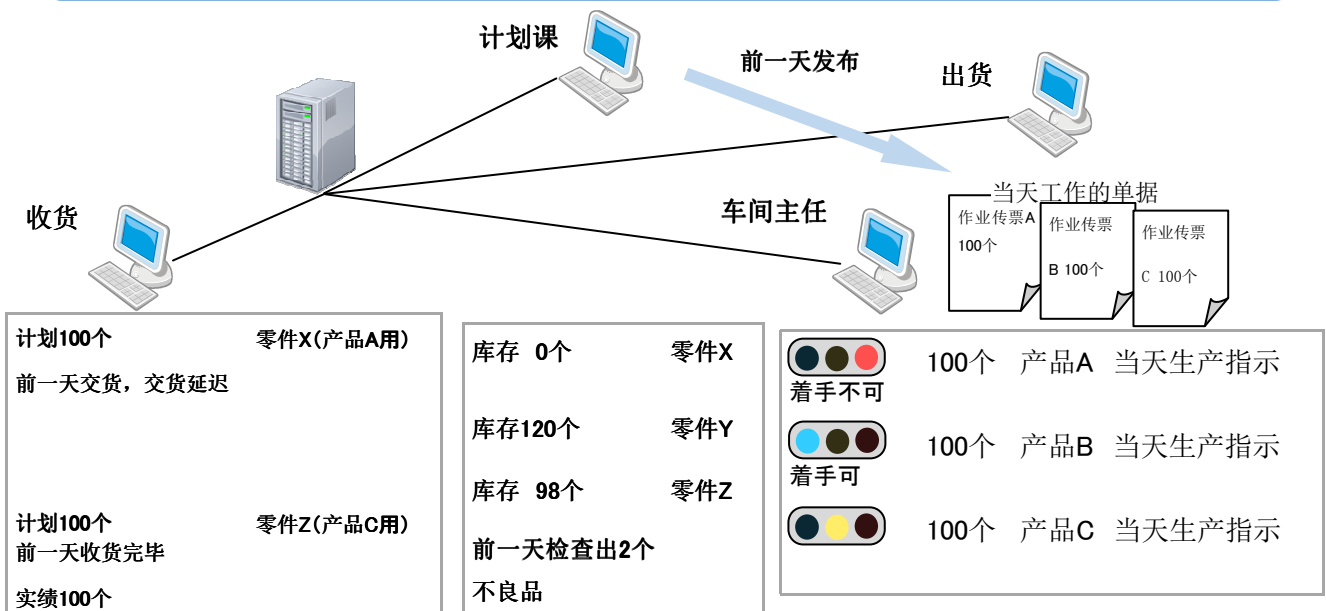 计划课
前一天发布
出货
收货
车间主任
当天工作的单据
作业传票A
100个
作业传票
B 100个
作业传票
C 100个
计划100个 零件X(产品A用)
前一天交货，交货延迟
计划100个 零件Z(产品C用)
前一天收货完毕
实绩100个
库存 0个 零件X
库存120个 零件Y
库存 98个 零件Z
前一天检查出2个
不良品
100个 产品A 当天生产指示
着手不可
100个 产品B 当天生产指示
着手可
100个 产品C 当天生产指示